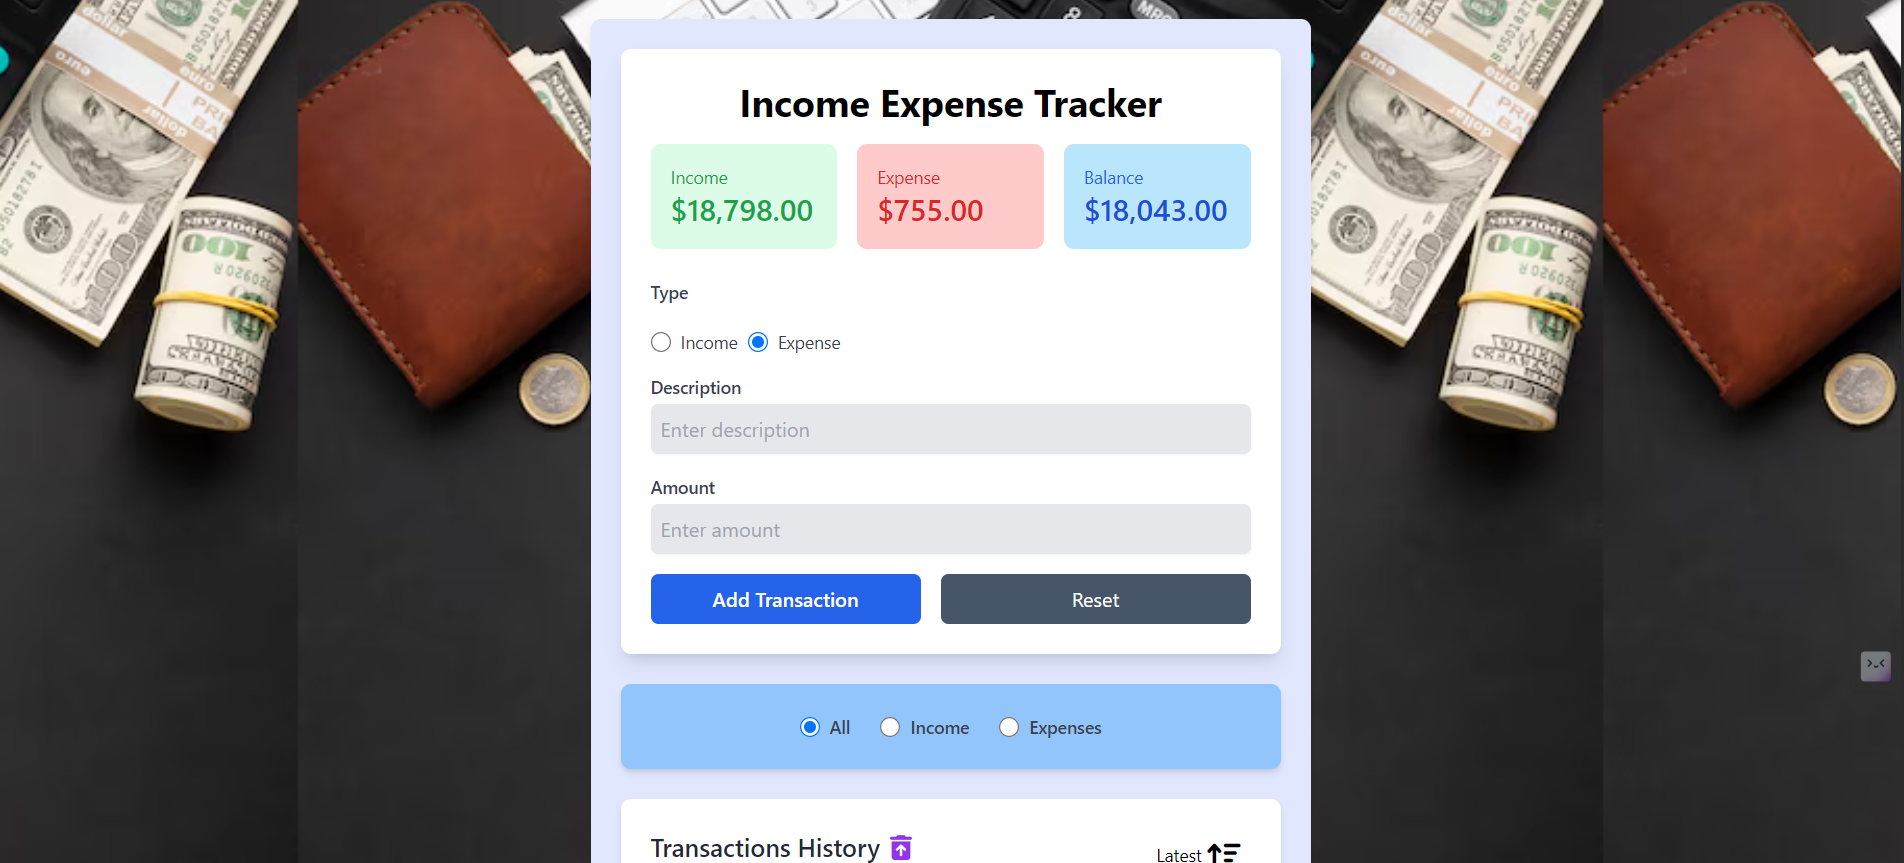 Income Expense Tracker
Income
$18,798.00
Expense
$755.00
Balance
$18,043.00
Type
Income
Expense
Description
Enter description
Amount
Enter amount
Add Transaction
Reset
All
Income
Expenses
Transactions History
Latest